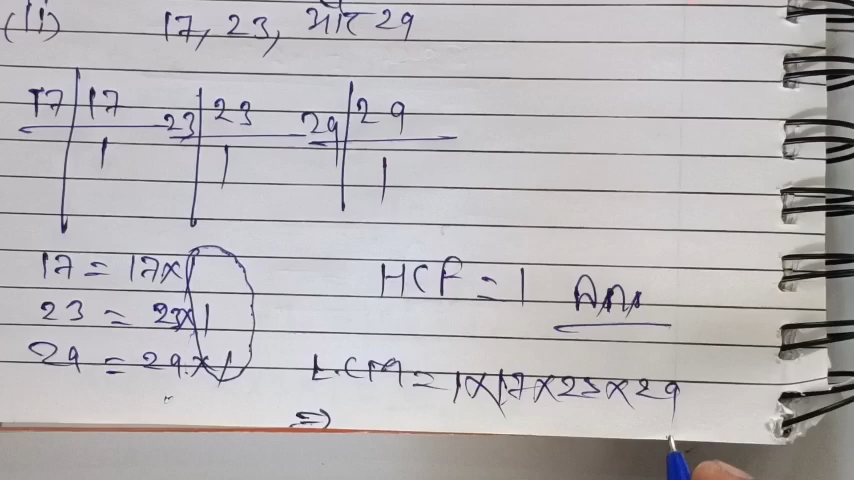 (ii) 17, 23, और 29
17 | 17 23 | 23 29 | 29
1 1 1
17 = 17×1
23 = 23×1
29 = 29×1
HCF = 1 Ans
L.CM = 1×17×23×29
⇒